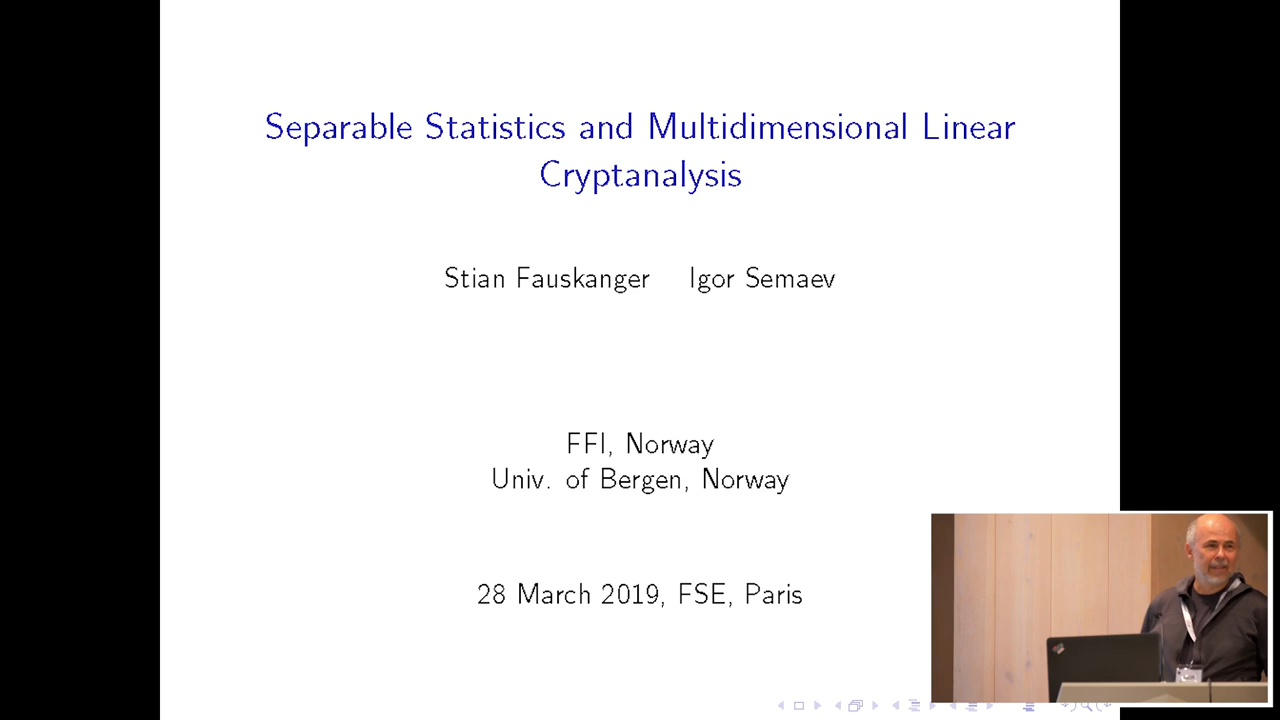 Separable Statistics and Multidimensional Linear
Cryptanalysis
Stian Fauskanger Igor Semaev
FFI, Norway
Univ. of Bergen, Norway
28 March 2019, FSE, Paris